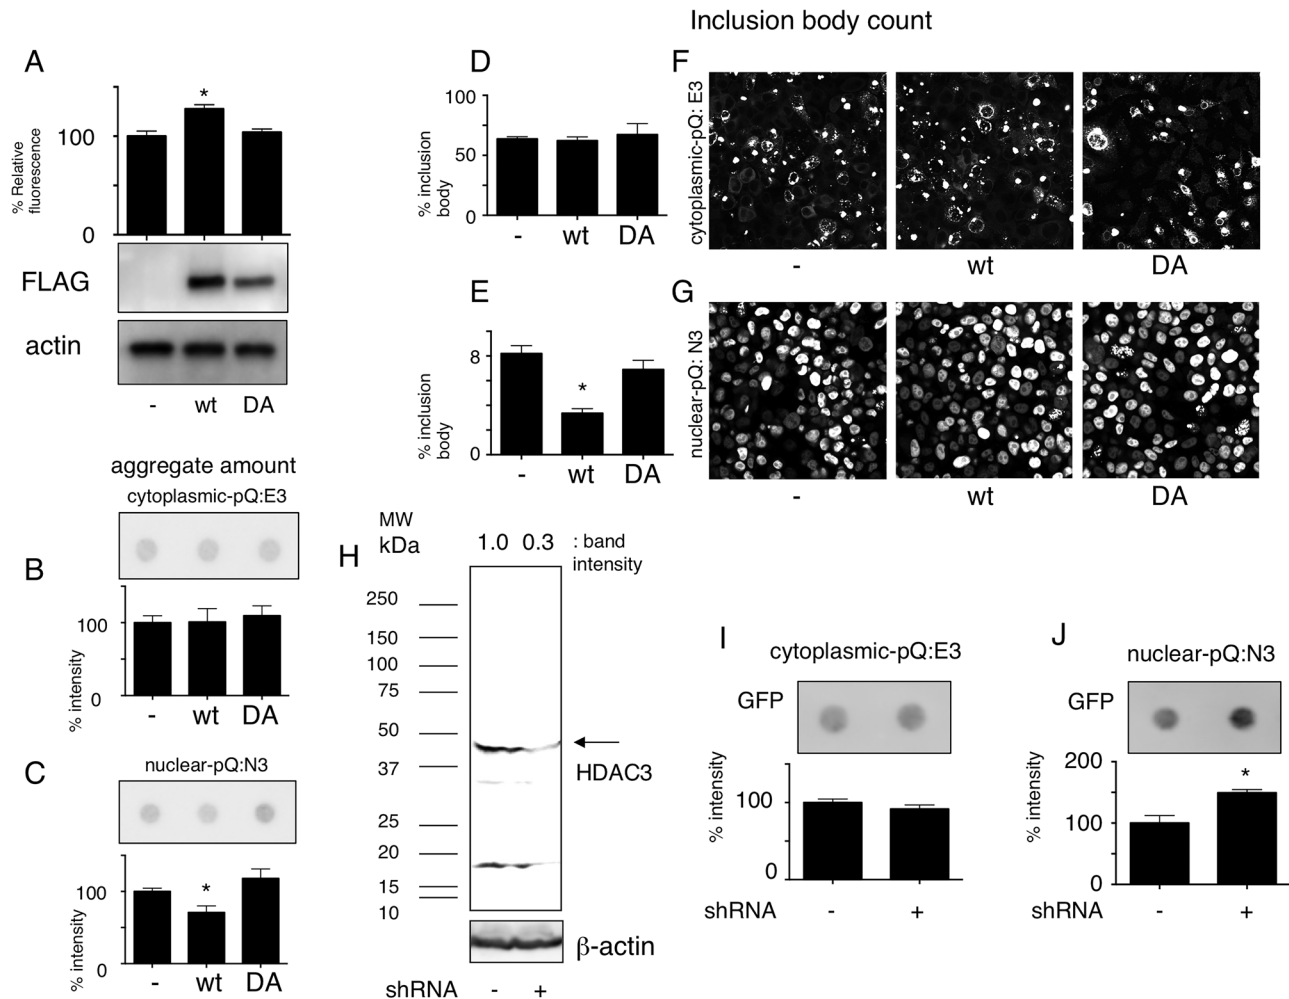 Inclusion body count
A
% Relative
fluorescence
100
0
*
FLAG
actin
- wt DA
aggregate amount
cytoplasmic-pQ:E3
B
% intensity
100
0
- wt DA
C
nuclear-pQ:N3
% intensity
100
0
*
- wt DA
D
% inclusion
body
100
50
0
- wt DA
E
% inclusion
body
8
0
*
- wt DA
F
cytoplasmic-pQ: E3
- wt DA
G
nuclear-pQ: N3
- wt DA
H
MW
kDa
1.0 0.3 : band
intensity
250
150
100
75
50
37
25
20
15
10
HDAC3
β-actin
shRNA - +
I
cytoplasmic-pQ:E3
GFP
% intensity
100
0
shRNA - +
J
nuclear-pQ:N3
GFP
% intensity
200
100
0
*
shRNA - +